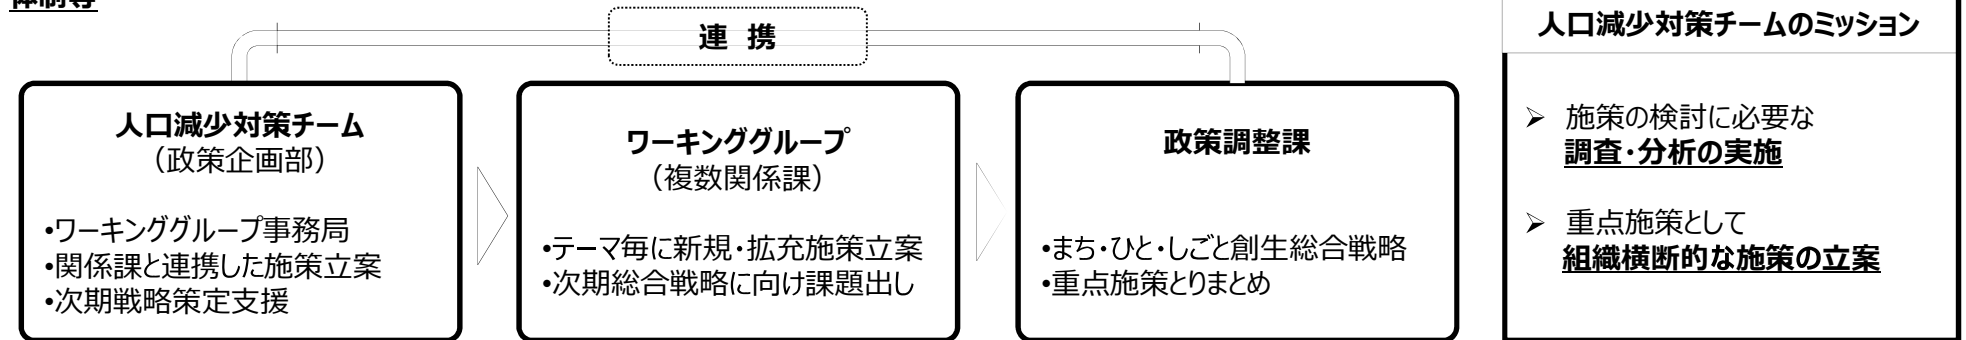 体制等
連 携
人口減少対策チーム
（政策企画部）
•ワーキンググループ事務局
•関係課と連携した施策立案
•次期戦略策定支援
ワーキンググループ
（複数関係課）
•テーマ毎に新規・拡充施策立案
•次期総合戦略に向け課題出し
政策調整課
•まち・ひと・しごと創生総合戦略
•重点施策とりまとめ
人口減少対策チームのミッション
➢ 施策の検討に必要な
調査・分析の実施
➢ 重点施策として
組織横断的な施策の立案